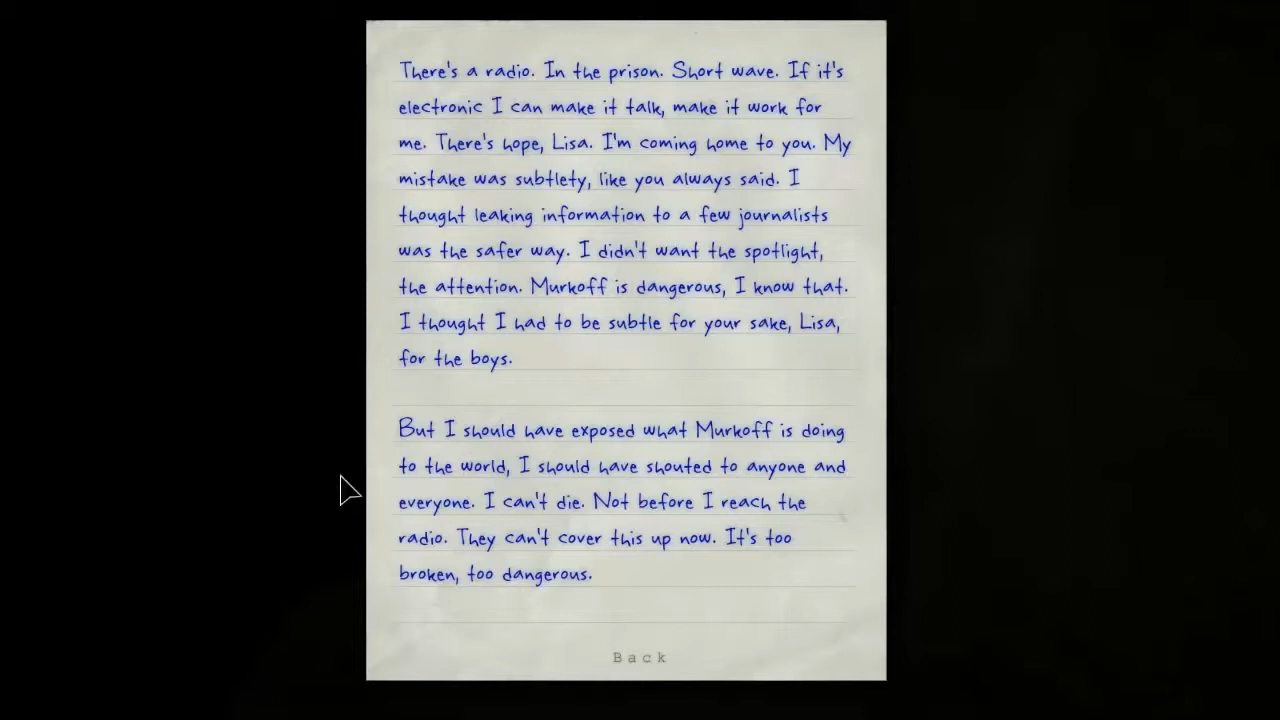 There's a radio. In the prison. Short wave. If it's
electronic I can make it talk, make it work for
me. There's hope, Lisa. I'm coming home to you. My
mistake was subtlety, like you always said. I
thought leaking information to a few journalists
was the safer way. I didn't want the spotlight,
the attention. Murkoff is dangerous, I know that.
I thought I had to be subtle for your sake, Lisa,
for the boys.
But I should have exposed what Murkoff is doing
to the world, I should have shouted to anyone and
everyone. I can't die. Not before I reach the
radio. They can't cover this up now. It's too
broken, too dangerous.
Back